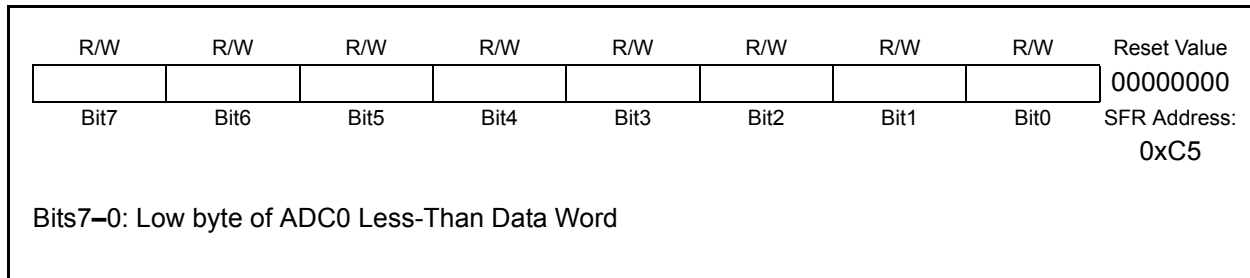 R/W R/W R/W R/W R/W R/W R/W R/W Reset Value
00000000
Bit7 Bit6 Bit5 Bit4 Bit3 Bit2 Bit1 Bit0 SFR Address:
0xC5
Bits7–0: Low byte of ADC0 Less-Than Data Word